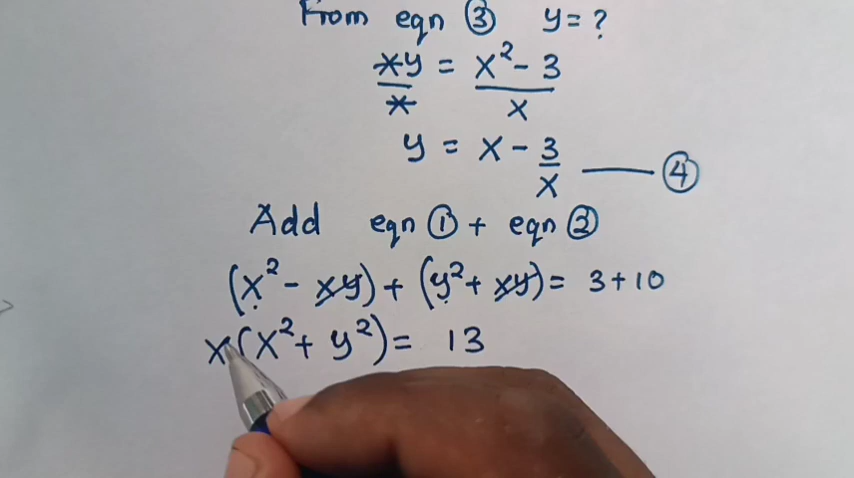 From eqn ③ y = ?
xy/x = x² - 3/x
y = x - 3/x —— ④
Add eqn ① + eqn ②
(x² - xy) + (y² + xy) = 3 + 10
x(x² + y²) = 13